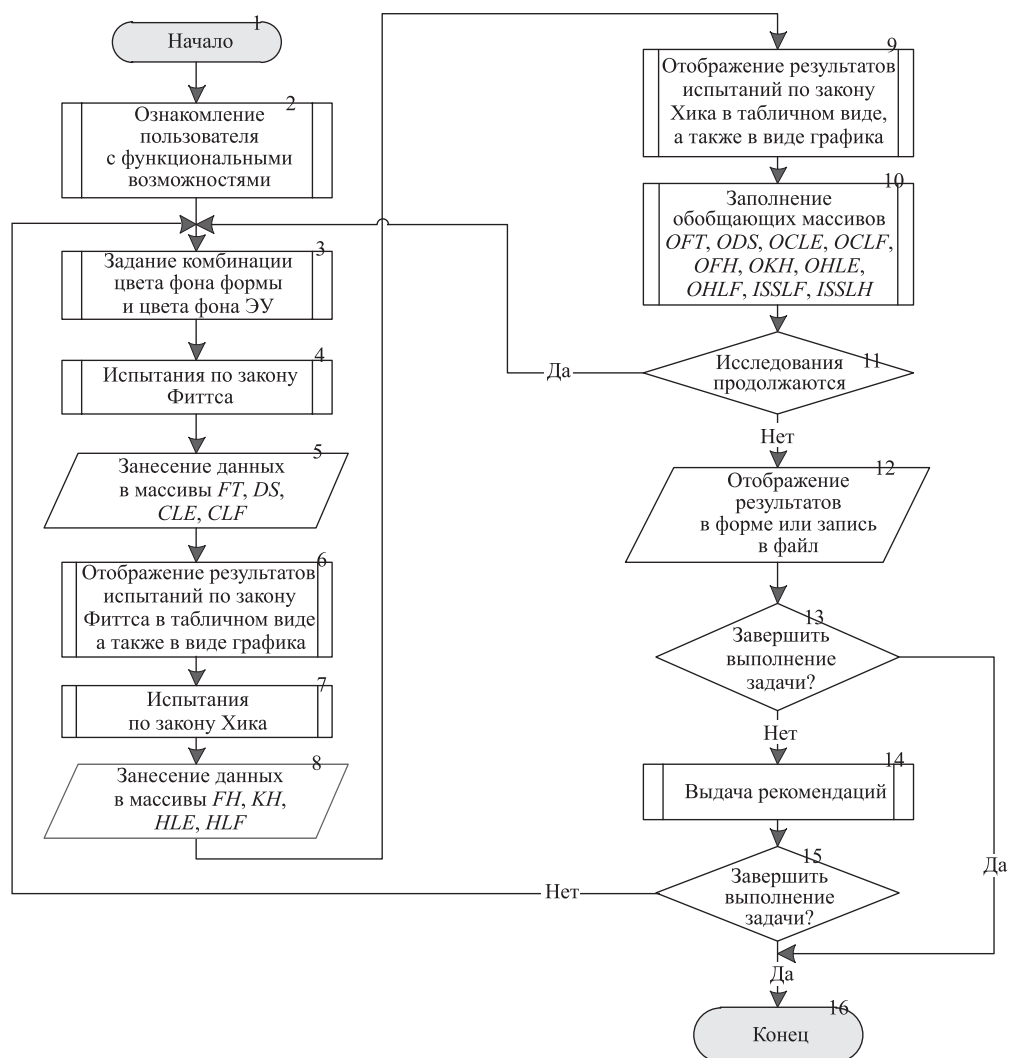 1
Начало
2
Ознакомление
пользователя
с функциональными
возможностями
3
Задание комбинации
цвета фона формы
и цвета фона ЭУ
4
Испытания по закону
Фиттса
5
Занесение данных
в массивы FT, DS,
CLE, CLF
6
Отображение результатов
испытаний по закону
Фиттса в табличном виде
а также в виде графика
7
Испытания
по закону Хика
8
Занесение данных
в массивы FH, KH,
HLE, HLF
9
Отображение результатов
испытаний по закону
Хика в табличном виде,
а также в виде графика
10
Заполнение
обобщающих массивов
OFT, ODS, OCLE, OCLF,
OFH, OKH, OHLE,
OHLF, ISSLF, ISSLH
11
Исследования
продолжаются
Да
Нет
12
Отображение
результатов
в форме или запись
в файл
13
Завершить
выполнение
задачи?
Нет
Да
14
Выдача рекомендаций
15
Завершить
выполнение
задачи?
Нет
Да
16
Конец